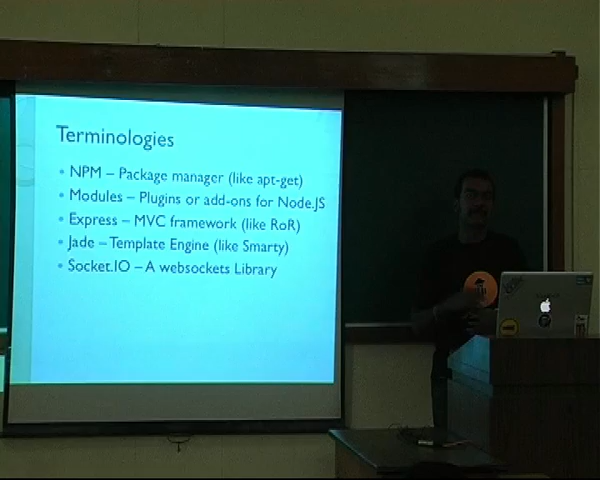 Terminologies
NPM – Package manager (like apt-get)
Modules – Plugins or add-ons for Node.JS
Express – MVC framework (like RoR)
Jade – Template Engine (like Smarty)
Socket.IO – A websockets Library